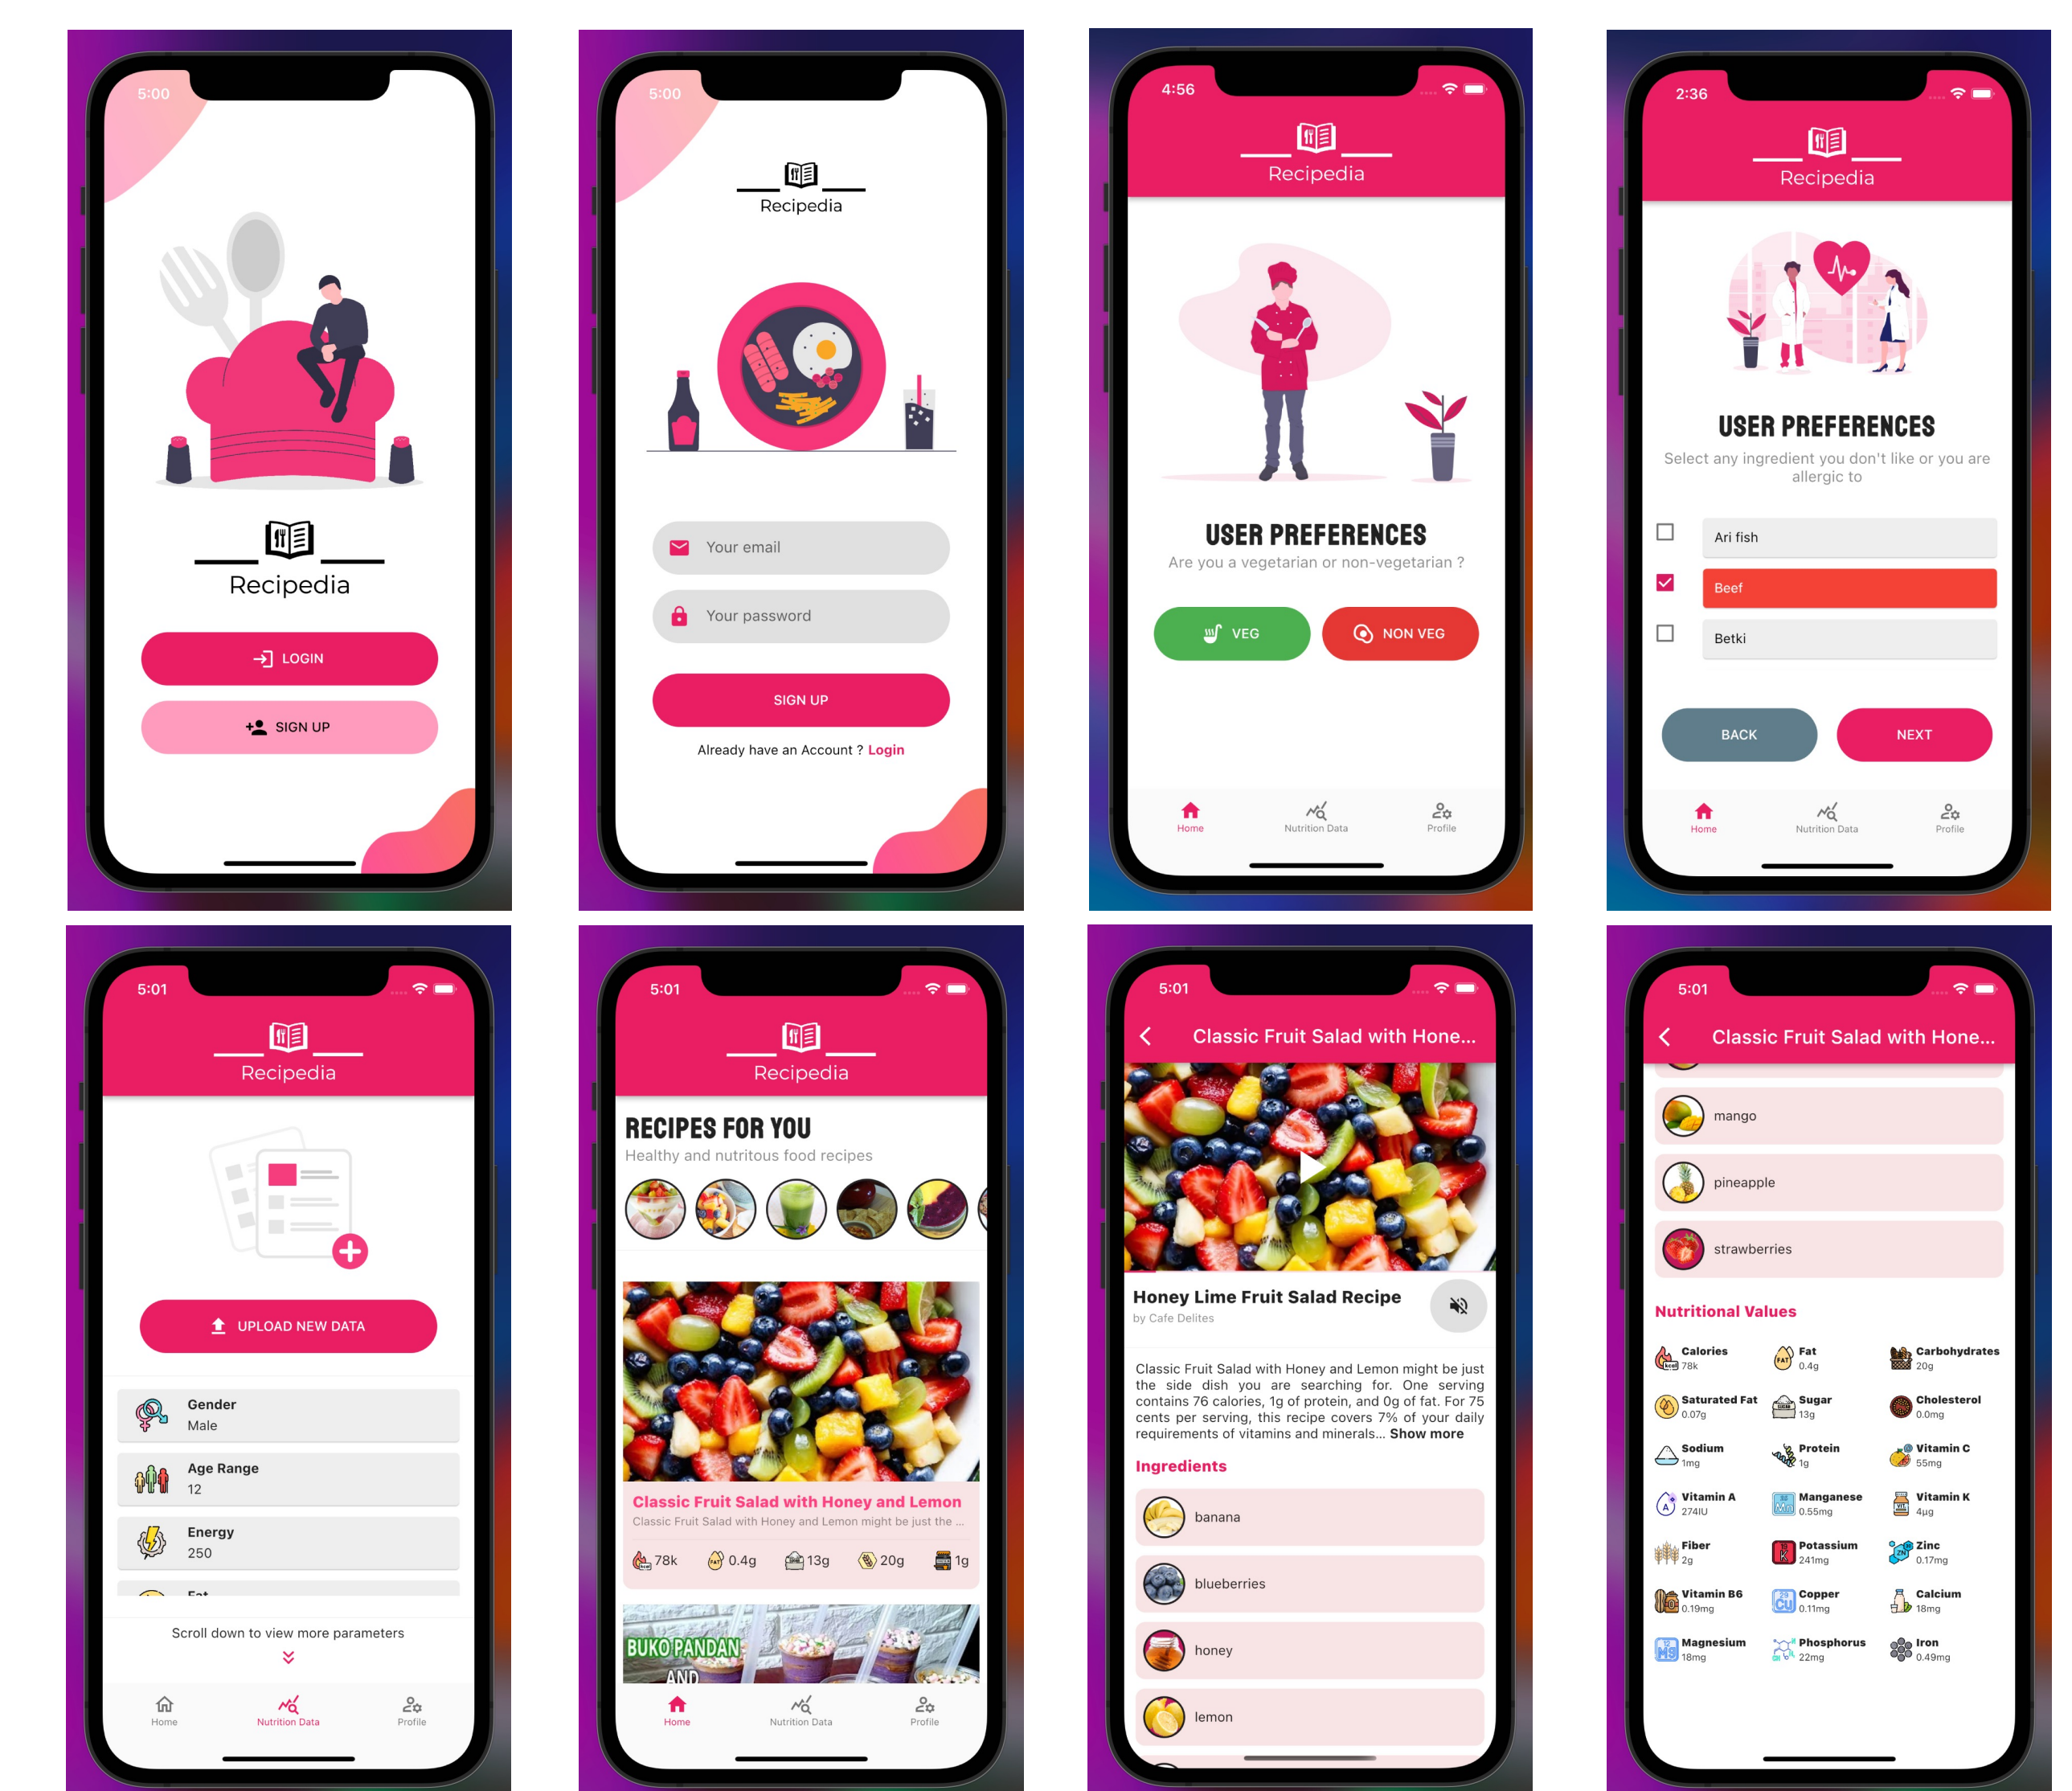 5:00
Recipedia
LOGIN
SIGN UP
5:00
Recipedia
Your email
Your password
SIGN UP
Already have an Account ? Login
4:56
Recipedia
USER PREFERENCES
Are you a vegetarian or non-vegetarian ?
VEG
NON VEG
Home
Nutrition Data
Profile
2:36
Recipedia
USER PREFERENCES
Select any ingredient you don't like or you are
allergic to
Ari fish
Beef
Betki
BACK
NEXT
Home
Nutrition Data
Profile
5:01
Recipedia
UPLOAD NEW DATA
Gender
Male
Age Range
12
Energy
250
Fat
Scroll down to view more parameters
Home
Nutrition Data
Profile
5:01
Recipedia
RECIPES FOR YOU
Healthy and nutritous food recipes
Classic Fruit Salad with Honey and Lemon
Classic Fruit Salad with Honey and Lemon might be just the ...
78k
FAT
0.4g
13g
20g
1g
BUKO PANDAN
AND
Home
Nutrition Data
Profile
5:01
Classic Fruit Salad with Hone...
Honey Lime Fruit Salad Recipe
by Cafe Delites
Classic Fruit Salad with Honey and Lemon might be just
the side dish you are searching for. One serving
contains 76 calories, 1g of protein, and 0g of fat. For 75
cents per serving, this recipe covers 7% of your daily
requirements of vitamins and minerals... Show more
Ingredients
banana
blueberries
honey
lemon
5:01
Classic Fruit Salad with Hone...
mango
pineapple
strawberries
Nutritional Values
Calories
78k
FAT
Fat
0.4g
Carbohydrates
20g
Saturated Fat
0.07g
Sugar
13g
Cholesterol
0.0mg
Sodium
1mg
Protein
1g
Vitamin C
55mg
A
Vitamin A
274IU
Mn
Manganese
0.55mg
Vitamin K
4µg
Fiber
2g
K
Potassium
241mg
ZN
Zinc
0.17mg
Vitamin B6
0.19mg
Cu
Copper
0.11mg
Calcium
18mg
Mg
Magnesium
18mg
Phosphorus
22mg
Iron
0.49mg